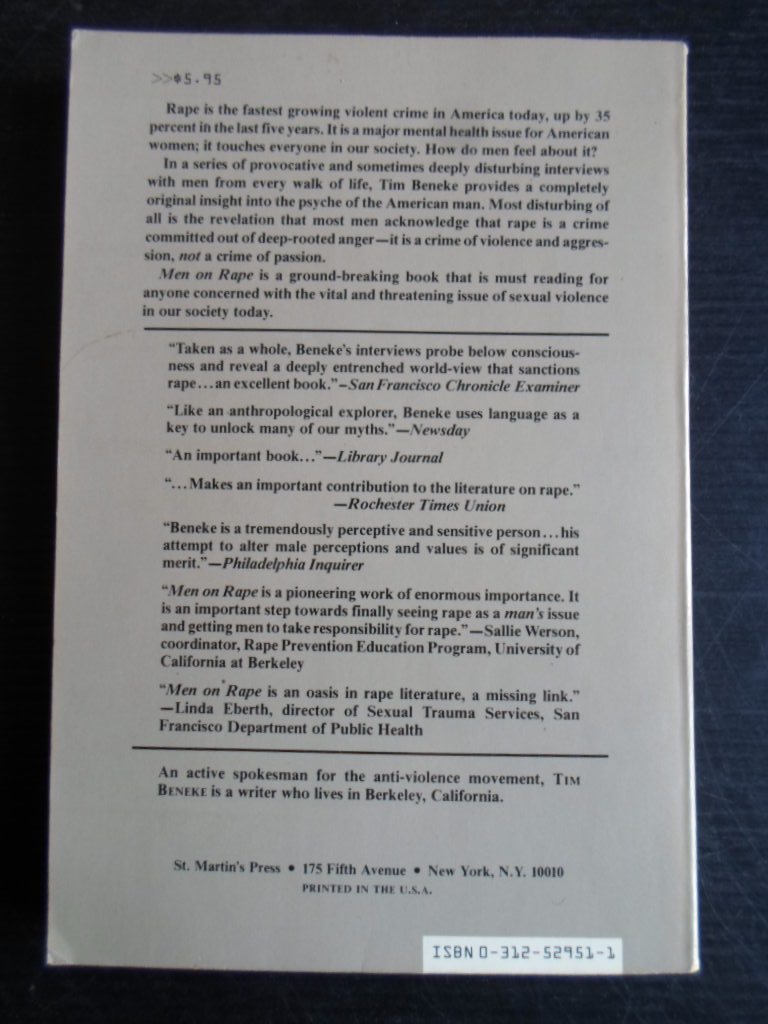 >>$5.95
Rape is the fastest growing violent crime in America today, up by 35
percent in the last five years. It is a major mental health issue for American
women; it touches everyone in our society. How do men feel about it?
In a series of provocative and sometimes deeply disturbing interviews
with men from every walk of life, Tim Beneke provides a completely
original insight into the psyche of the American man. Most disturbing of
all is the revelation that most men acknowledge that rape is a crime
committed out of deep-rooted anger—it is a crime of violence and aggres-
sion, not a crime of passion.
Men on Rape is a ground-breaking book that is must reading for
anyone concerned with the vital and threatening issue of sexual violence
in our society today.
“Taken as a whole, Beneke’s interviews probe below conscious-
ness and reveal a deeply entrenched world-view that sanctions
rape...an excellent book.”–San Francisco Chronicle Examiner
“Like an anthropological explorer, Beneke uses language as a
key to unlock many of our myths.”—Newsday
“An important book...”—Library Journal
“...Makes an important contribution to the literature on rape.”
—Rochester Times Union
“Beneke is a tremendously perceptive and sensitive person...his
attempt to alter male perceptions and values is of significant
merit.”—Philadelphia Inquirer
“Men on Rape is a pioneering work of enormous importance. It
is an important step towards finally seeing rape as a man’s issue
and getting men to take responsibility for rape.”—Sallie Werson,
coordinator, Rape Prevention Education Program, University of
California at Berkeley
“Men on Rape is an oasis in rape literature, a missing link.”
—Linda Eberth, director of Sexual Trauma Services, San
Francisco Department of Public Health
An active spokesman for the anti-violence movement, TIM
BENEKE is a writer who lives in Berkeley, California.
St. Martin’s Press • 175 Fifth Avenue • New York, N.Y. 10010
PRINTED IN THE U.S.A.
ISBN 0-312-52951-1